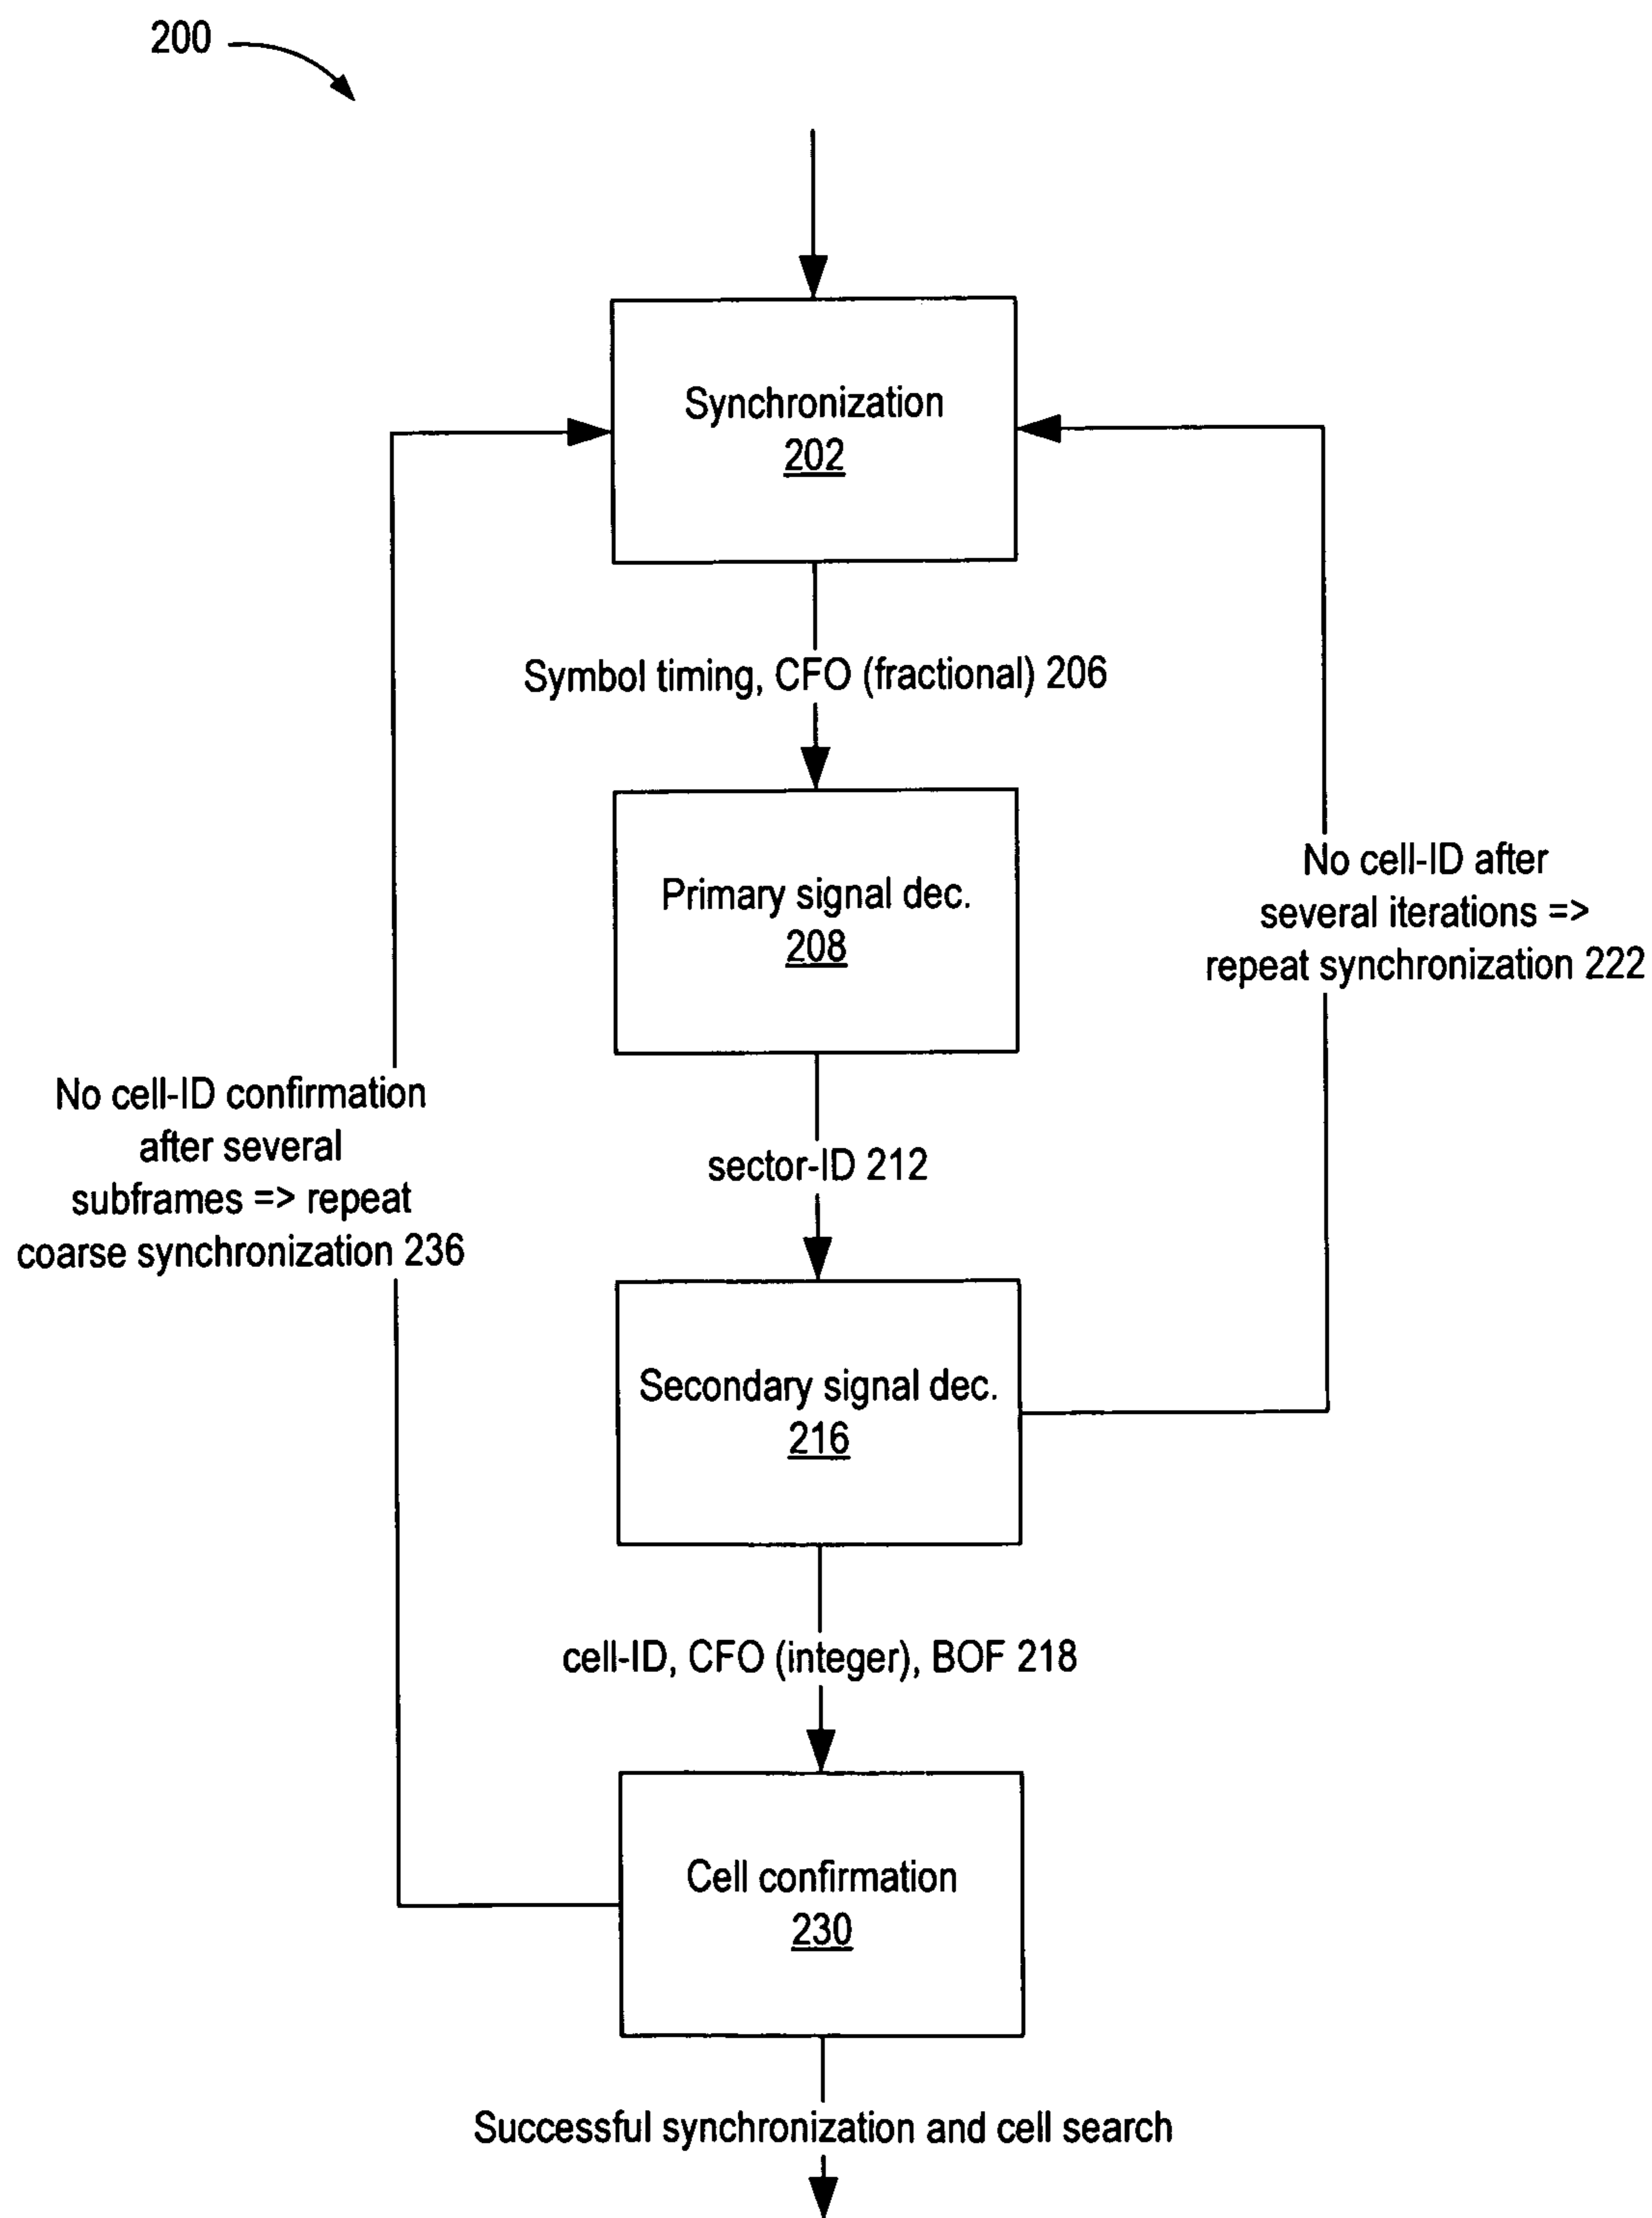 200
Synchronization
202
Symbol timing, CFO (fractional) 206
Primary signal dec.
208
No cell-ID after
several iterations =>
repeat synchronization 222
No cell-ID confirmation
after several
subframes => repeat
coarse synchronization 236
sector-ID 212
Secondary signal dec.
216
cell-ID, CFO (integer), BOF 218
Cell confirmation
230
Successful synchronization and cell search